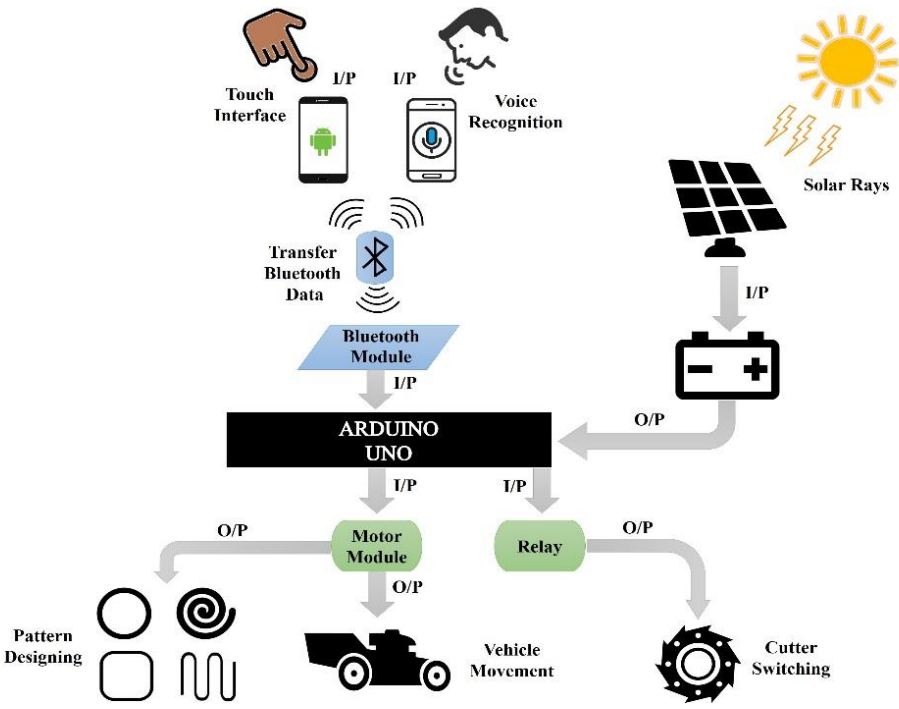 I/P
I/P
Touch
Interface
Voice
Recognition
Solar Rays
Transfer
Bluetooth
Data
I/P
Bluetooth
Module
I/P
O/P
ARDUINO
UNO
I/P
I/P
O/P
Motor
Module
Relay
O/P
O/P
Pattern
Designing
Vehicle
Movement
Cutter
Switching